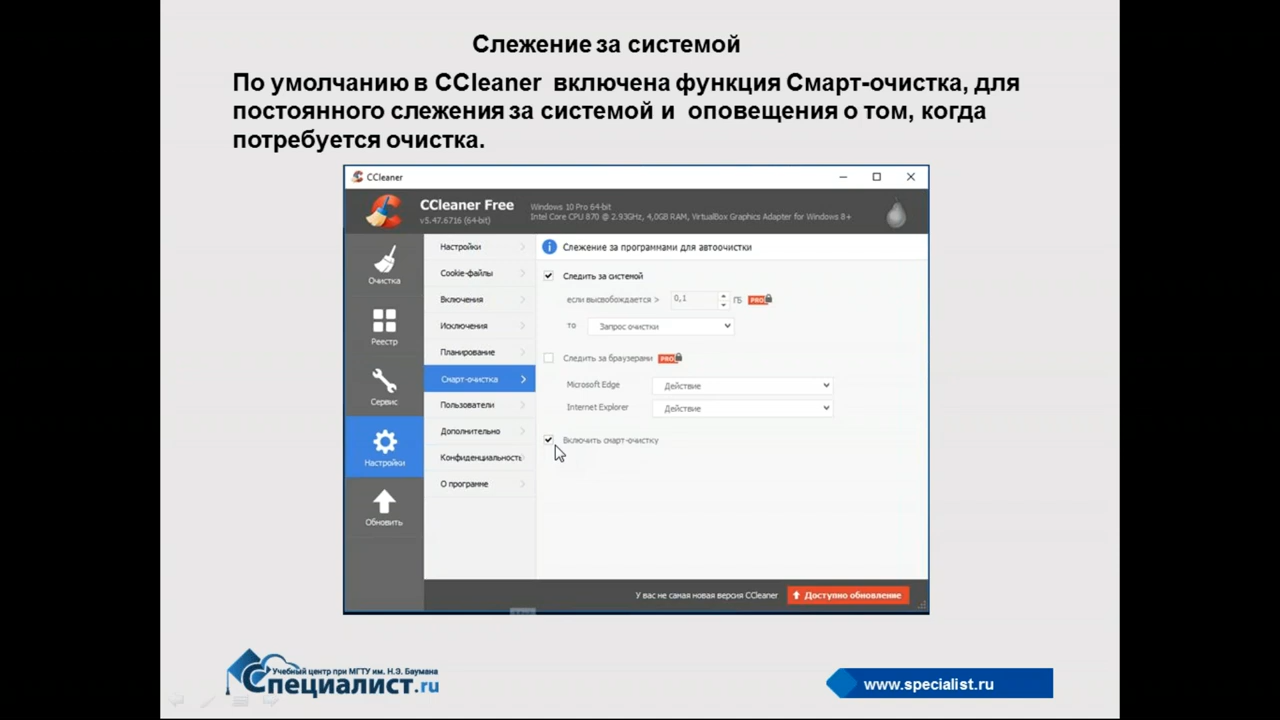 Слежение за системой
По умолчанию в CCleaner включена функция Смарт-очистка, для
постоянного слежения за системой и оповещения о том, когда
потребуется очистка.
CCleaner
CCleaner Free
v5.47.6716 (64-bit)
Windows 10 Pro 64-bit
Intel Core CPU 870 @ 2.93GHz, 4,0GB RAM, VirtualBox Graphics Adapter for Windows 8+
Очистка
Реестр
Сервис
Настройки
Обновить
Настройки
Cookie-файлы
Включения
Исключения
Планирование
Смарт-очистка
Пользователи
Дополнительно
Конфиденциальность
О программе
Слежение за программами для автоочистки
Следить за системой
если высвобождается > 0,1 ГБ PRO
то Запрос очистки
Следить за браузерами PRO
Microsoft Edge Действие
Internet Explorer Действие
Включить смарт-очистку
У вас не самая новая версия CCleaner Доступно обновление
Учебный центр при МГТУ им. Н.Э. Баумана
Специалист.ru
www.specialist.ru